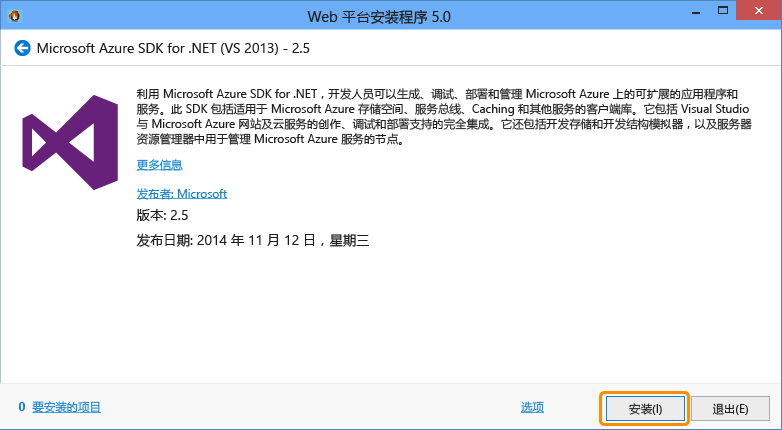 Web 平台安装程序 5.0
Microsoft Azure SDK for .NET (VS 2013) - 2.5
利用 Microsoft Azure SDK for .NET，开发人员可以生成、调试、部署和管理 Microsoft Azure 上的可扩展的应用程序和
服务。此 SDK 包括适用于 Microsoft Azure 存储空间、服务总线、Caching 和其他服务的客户端库。它包括 Visual Studio
与 Microsoft Azure 网站及云服务的创作、调试和部署支持的完全集成。它还包括开发存储和开发结构模拟器，以及服务器
资源管理器中用于管理 Microsoft Azure 服务的节点。
更多信息
发布者: Microsoft
版本: 2.5
发布日期: 2014 年 11 月 12 日，星期三
0 要安装的项目 选项 安装(I) 退出(E)